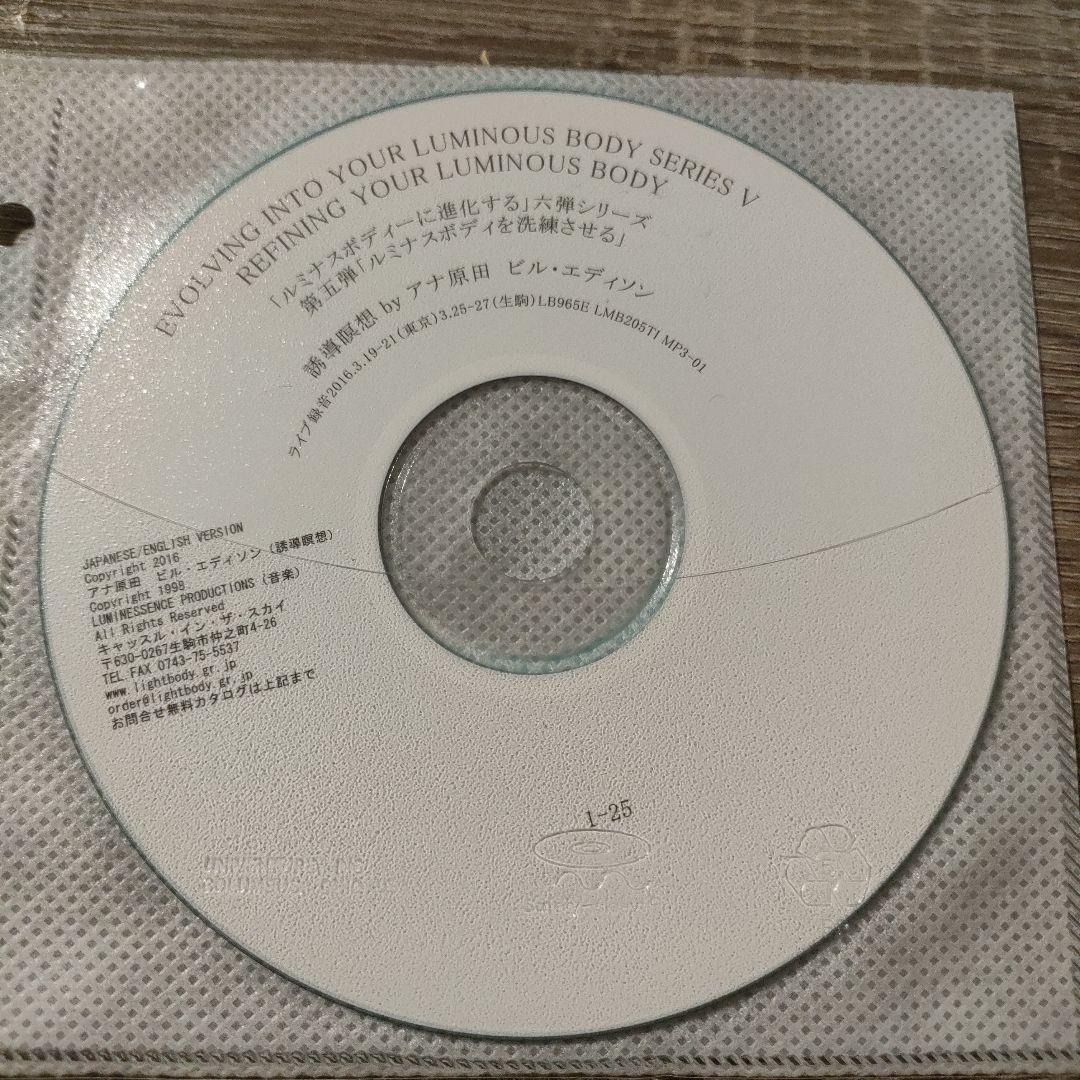 EVOLVING INTO YOUR LUMINOUS BODY SERIES V
REFINING YOUR LUMINOUS BODY
「ルミナスボディーに進化する」六弾シリーズ
第五弾「ルミナスボディを洗練させる」
誘導瞑想 by アナ原田 ビル・エディソン
ライブ録音2016.3.19-21(東京)3.25-27(生駒)LB965E LMB205TI MP3-01
JAPANESE/ENGLISH VERSION
Copyright 2016
アナ原田 ビル・エディソン (誘導瞑想)
Copyright 1998
LUMINESSENCE PRODUCTIONS (音楽)
All Rights Reserved
キャッスル・イン・ザ・スカイ
〒630-0267生駒市仲之町4-26
TEL FAX 0743-75-5537
www.lightbody.gr.jp
order@lightbody.gr.jp
お問合せ無料カタログは上記まで
1-25